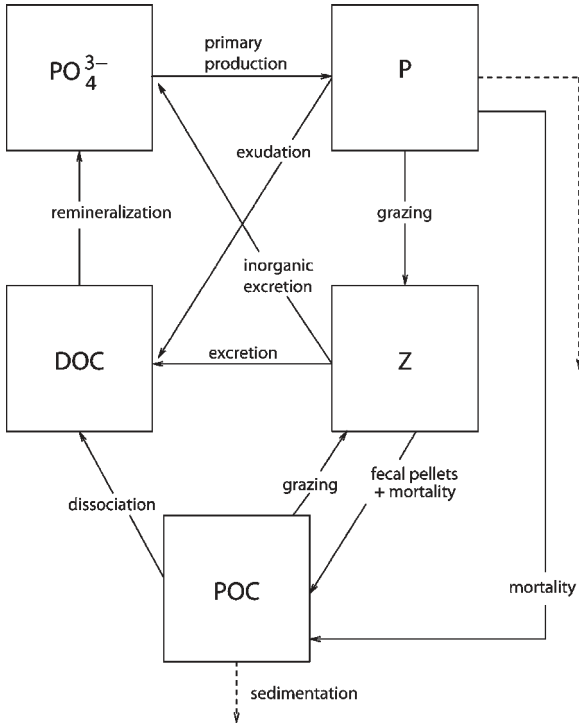 primary
production
PO 3–
4
P
exudation
remineralization
grazing
inorganic
excretion
DOC
excretion
Z
grazing
fecal pellets
+ mortality
dissociation
POC
mortality
sedimentation